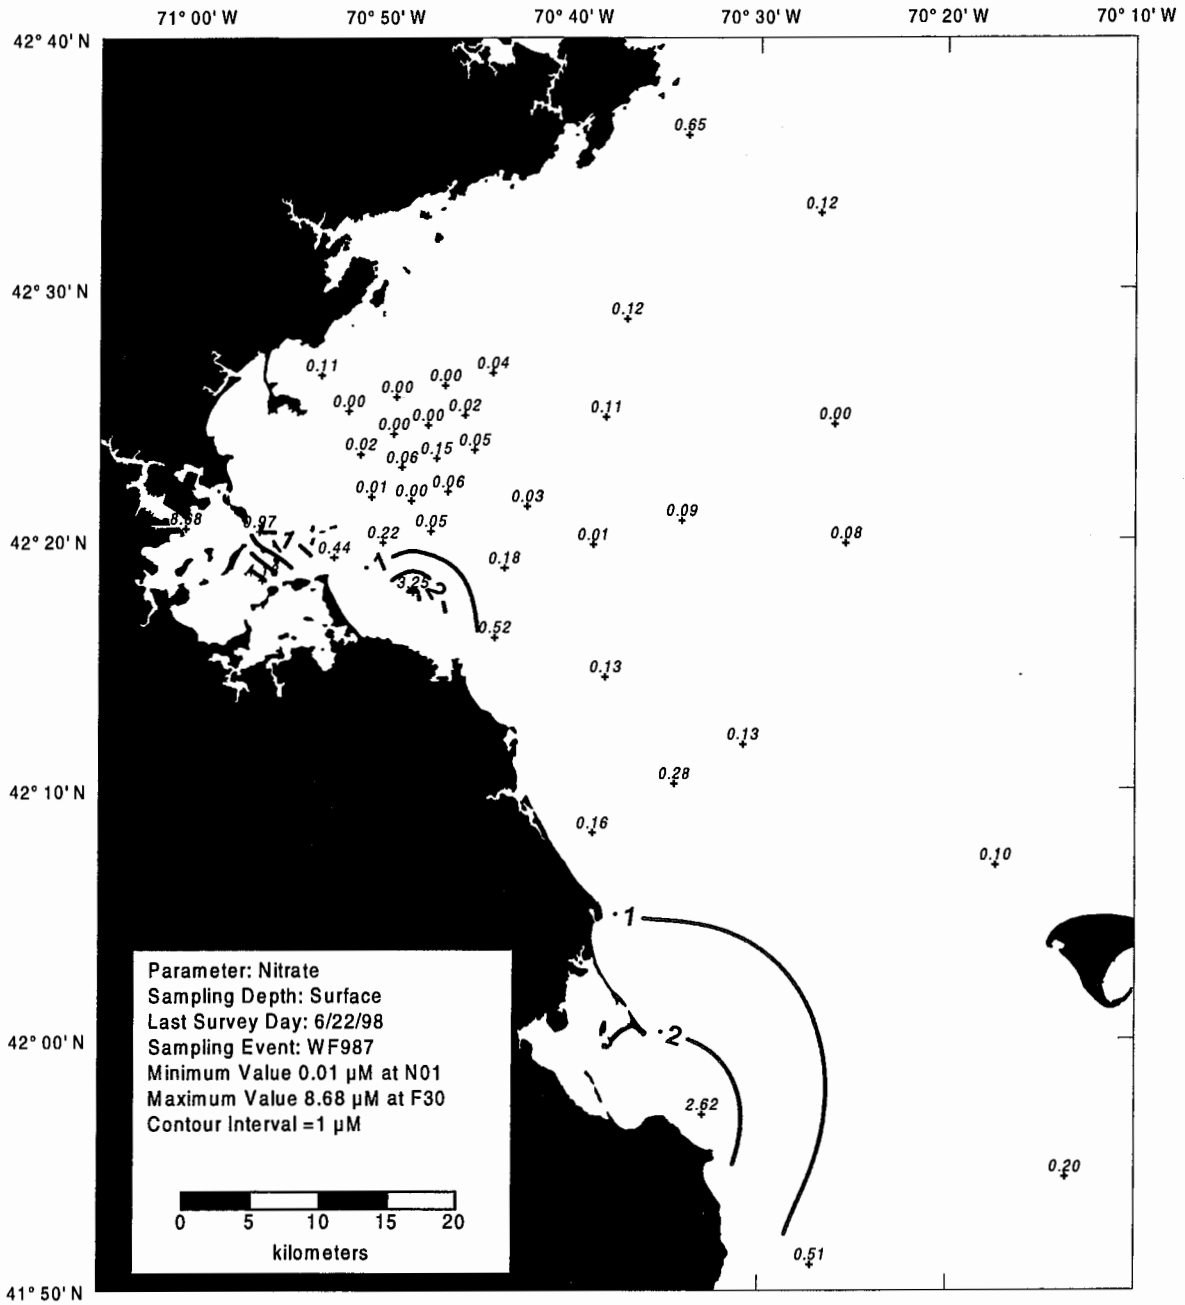 71° 00' W 70° 50' W 70° 40' W 70° 30' W 70° 20' W 70° 10' W
42° 40' N
0.65
0.12
42° 30' N
0.12
0.11 0.00 0.04
0.00
0.00 0.02 0.11 0.00
0.00 0.00
0.02 0.15 0.05
0.06
0.01 0.00 0.06 0.03
0.09
8.68 0.97 0.22 0.05 0.01 0.08
42° 20' N
1 0.44 1 0.18
3.25 2
0.52
0.13
0.13
0.28
42° 10' N
0.16
0.10
1
Parameter: Nitrate
Sampling Depth: Surface
Last Survey Day: 6/22/98
2
42° 00' N
Sampling Event: WF987
Minimum Value 0.01 µM at N01
Maximum Value 8.68 µM at F30
2.62
Contour Interval =1 µM
0.20
0 5 10 15 20
kilometers
0.51
41° 50' N